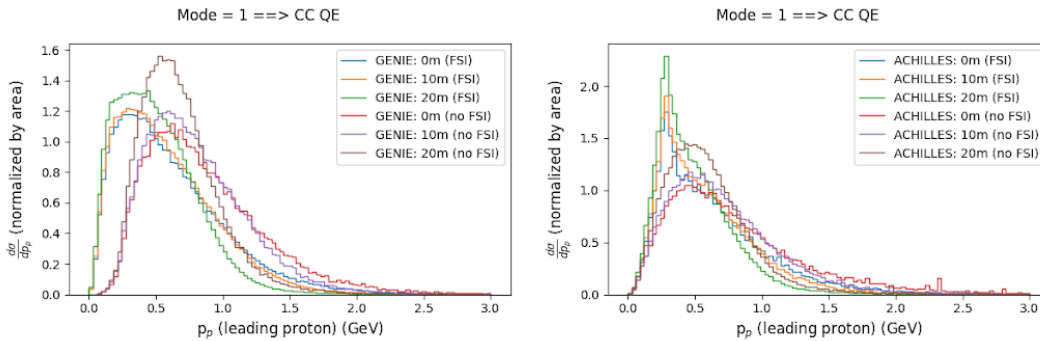 Mode = 1 ==> CC QE
1.6
1.4
1.2
1.0
0.8
0.6
0.4
0.2
0.0
dσ/dp_p (normalized by area)
GENIE: 0m (FSI)
GENIE: 10m (FSI)
GENIE: 20m (FSI)
GENIE: 0m (no FSI)
GENIE: 10m (no FSI)
GENIE: 20m (no FSI)
0.0 0.5 1.0 1.5 2.0 2.5 3.0
p_p (leading proton) (GeV)
Mode = 1 ==> CC QE
2.0
1.5
1.0
0.5
0.0
dσ/dp_p (normalized by area)
ACHILLES: 0m (FSI)
ACHILLES: 10m (FSI)
ACHILLES: 20m (FSI)
ACHILLES: 0m (no FSI)
ACHILLES: 10m (no FSI)
ACHILLES: 20m (no FSI)
0.0 0.5 1.0 1.5 2.0 2.5 3.0
p_p (leading proton) (GeV)